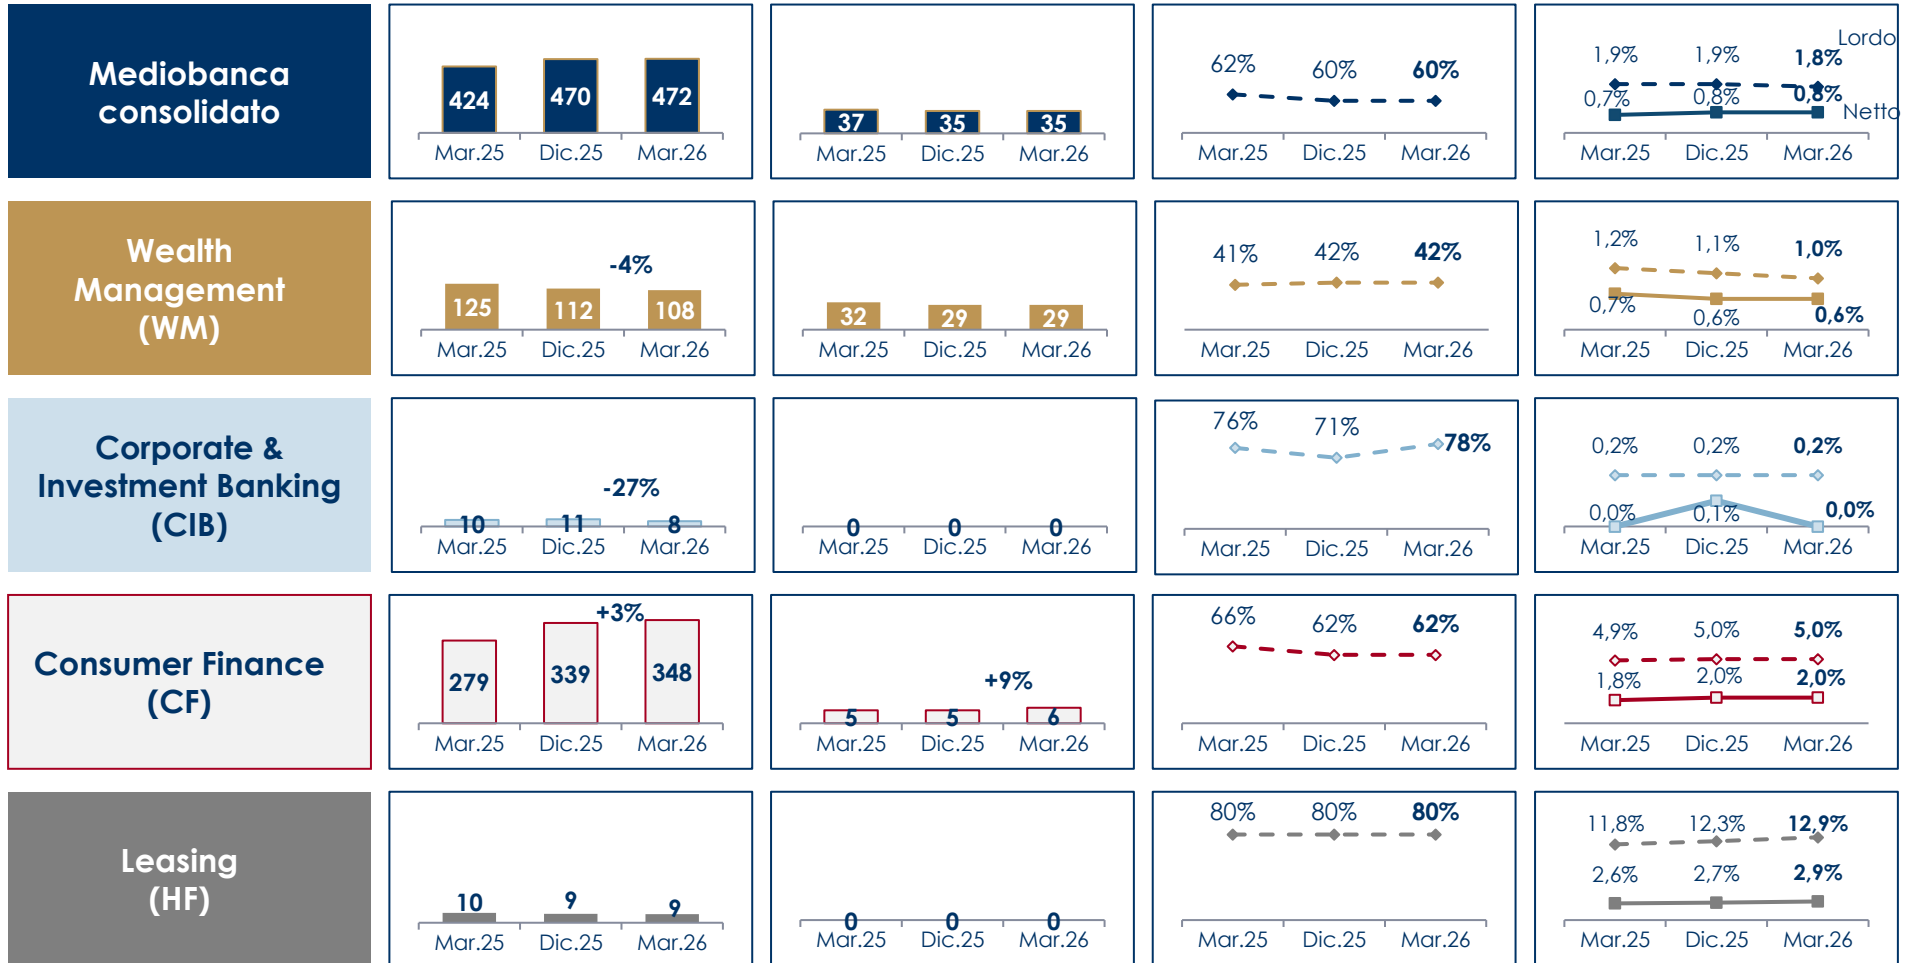 Mediobanca
consolidato
424 470 472
Mar.25 Dic.25 Mar.26
37 35 35
Mar.25 Dic.25 Mar.26
62% 60% 60%
Mar.25 Dic.25 Mar.26
Lordo
1,9% 1,9% 1,8%
0,7% 0,8% 0,8%
Netto
Mar.25 Dic.25 Mar.26
Wealth
Management
(WM)
-4%
125 112 108
Mar.25 Dic.25 Mar.26
32 29 29
Mar.25 Dic.25 Mar.26
41% 42% 42%
Mar.25 Dic.25 Mar.26
1,2% 1,1% 1,0%
0,7% 0,6% 0,6%
Mar.25 Dic.25 Mar.26
Corporate &
Investment Banking
(CIB)
-27%
10 11 8
Mar.25 Dic.25 Mar.26
0 0 0
Mar.25 Dic.25 Mar.26
76% 71% 78%
Mar.25 Dic.25 Mar.26
0,2% 0,2% 0,2%
0,0% 0,1% 0,0%
Mar.25 Dic.25 Mar.26
Consumer Finance
(CF)
+3%
279 339 348
Mar.25 Dic.25 Mar.26
+9%
5 5 6
Mar.25 Dic.25 Mar.26
66% 62% 62%
Mar.25 Dic.25 Mar.26
4,9% 5,0% 5,0%
1,8% 2,0% 2,0%
Mar.25 Dic.25 Mar.26
Leasing
(HF)
10 9 9
Mar.25 Dic.25 Mar.26
0 0 0
Mar.25 Dic.25 Mar.26
80% 80% 80%
Mar.25 Dic.25 Mar.26
11,8% 12,3% 12,9%
2,6% 2,7% 2,9%
Mar.25 Dic.25 Mar.26